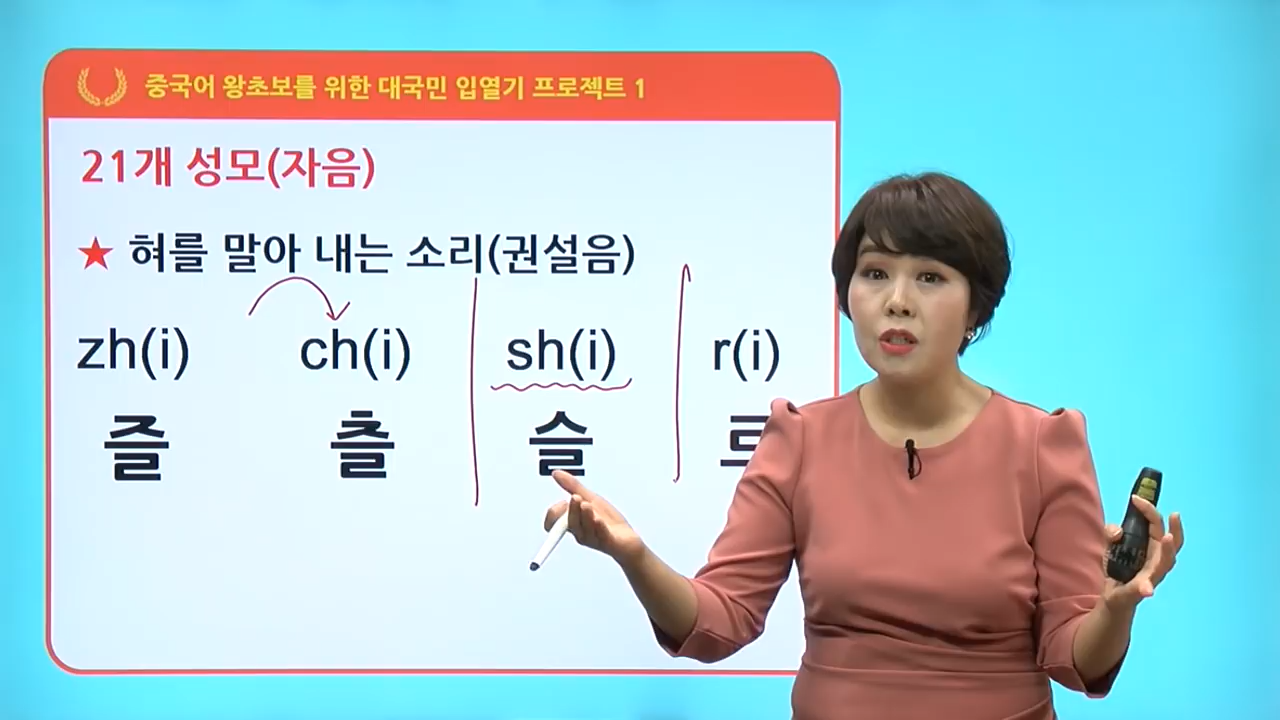 중국어 왕초보를 위한 대국민 입열기 프로젝트 1
21개 성모(자음)
★ 혀를 말아 내는 소리(권설음)
zh(i) ch(i) sh(i) r(i)
즐 츨 슬